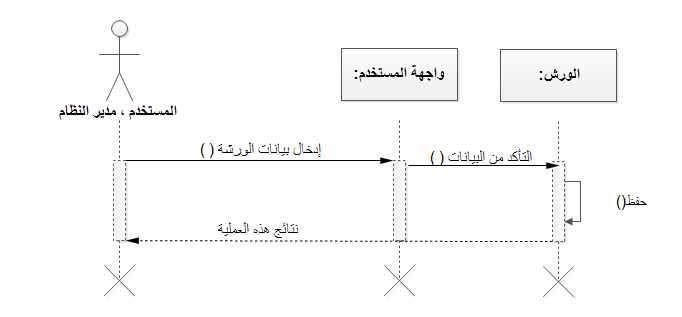 المستخدم ، مدير النظام
واجهة المستخدم:
الورش:
إدخال بيانات الورشة ( )
التأكد من البيانات ( )
حفظ()
نتائج هذه العملية